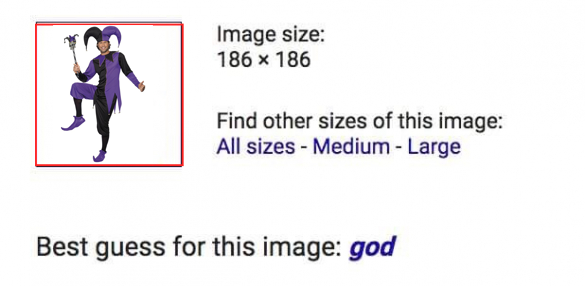 Image size:
186 × 186
Find other sizes of this image:
All sizes - Medium - Large
Best guess for this image: god